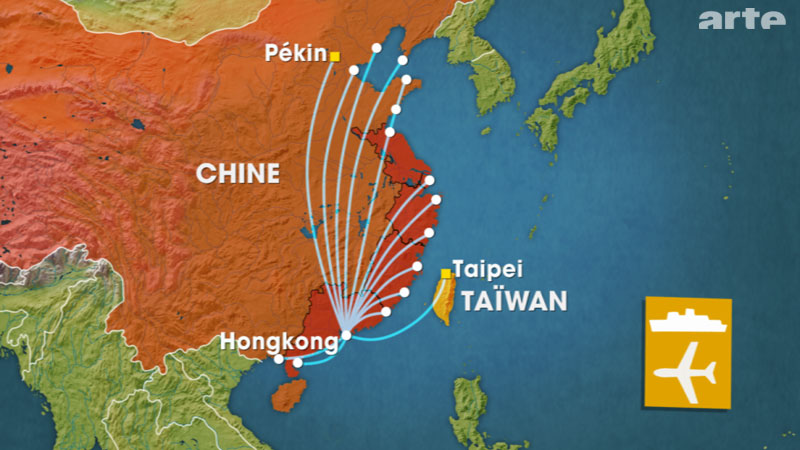 arte
Pékin
CHINE
Taipei
TAÏWAN
Hongkong